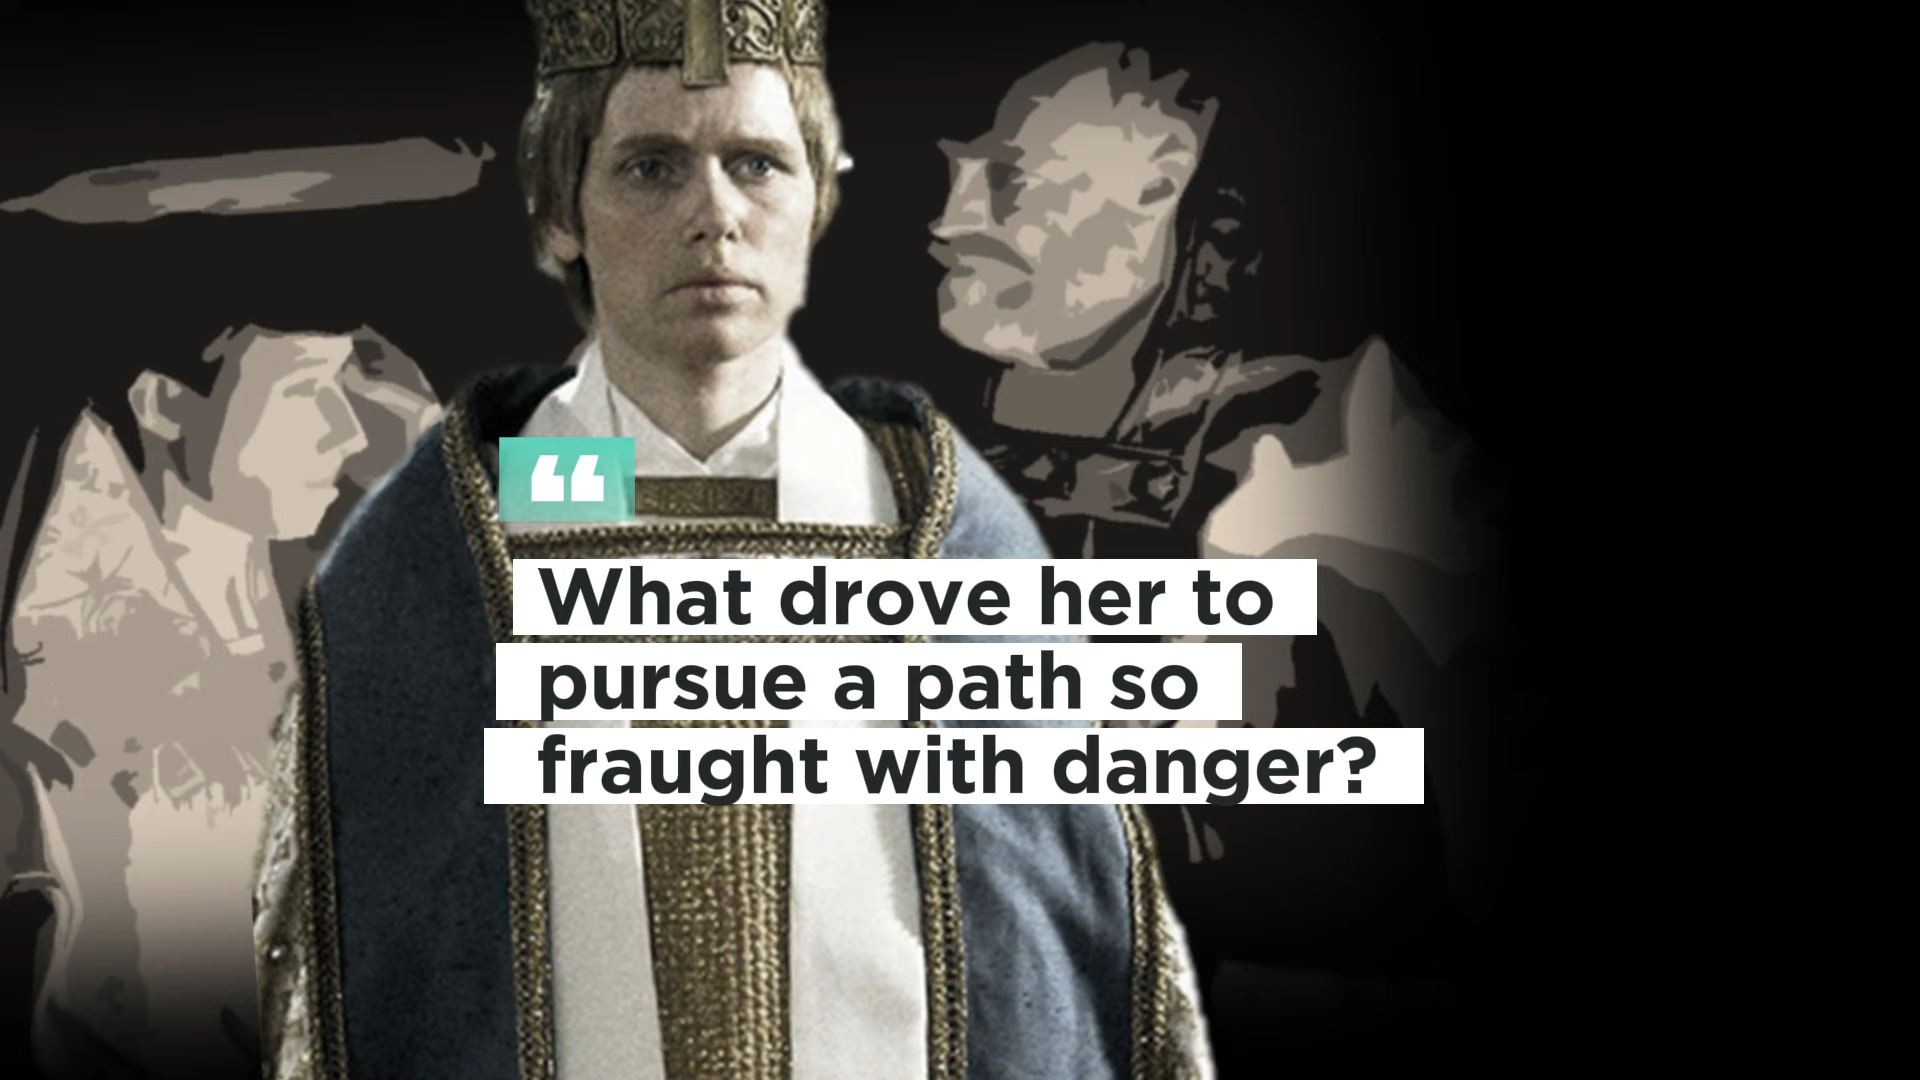 “
What drove her to
pursue a path so
fraught with danger?